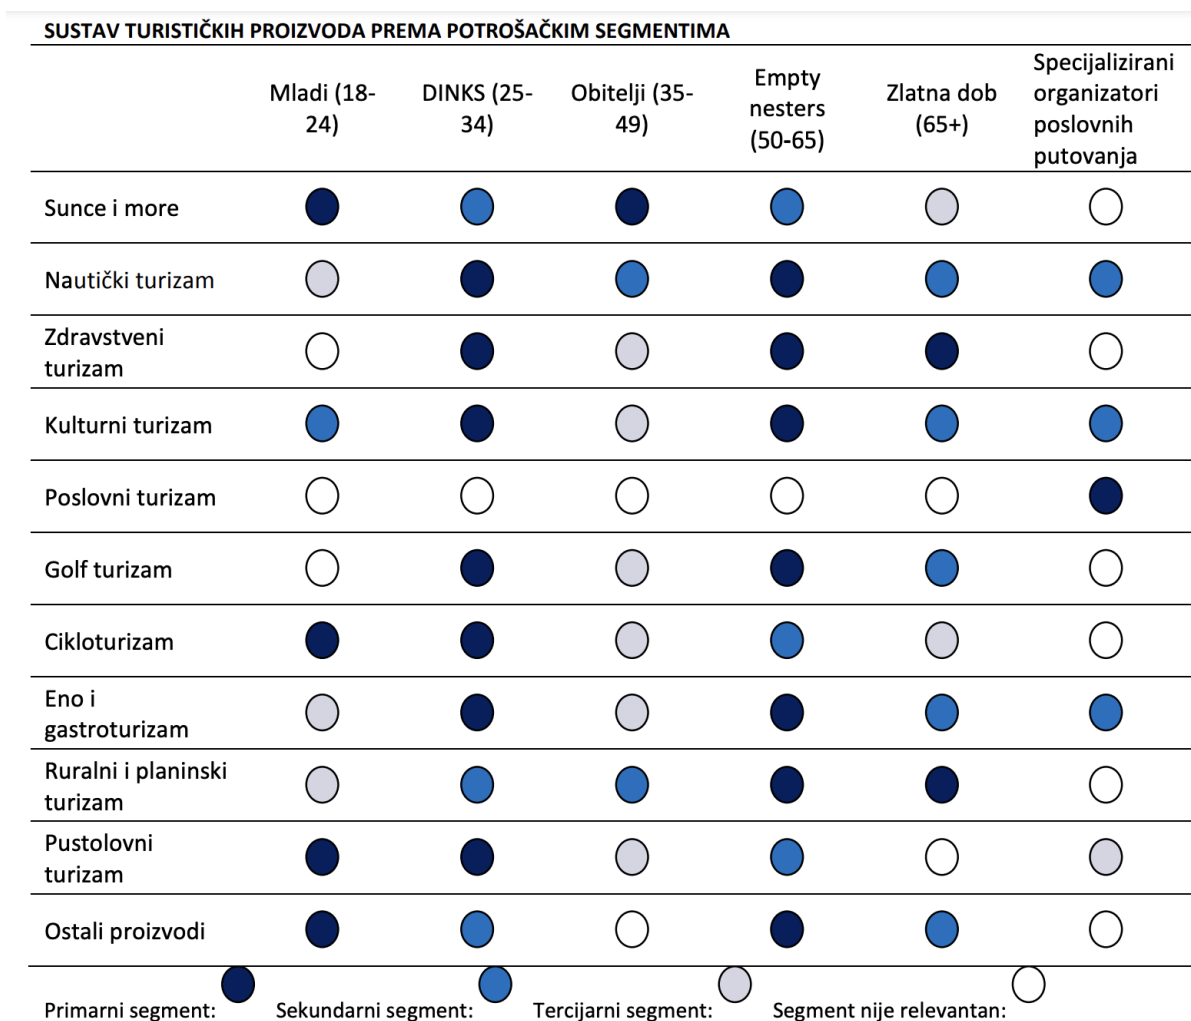 SUSTAV TURISTIČKIH PROIZVODA PREMA POTROŠAČKIM SEGMENTIMA
Mladi (18-
24)
DINKS (25-
34)
Obitelji (35-
49)
Empty
nesters
(50-65)
Zlatna dob
(65+)
Specijalizirani
organizatori
poslovnih
putovanja
Sunce i more
Nautički turizam
Zdravstveni
turizam
Kulturni turizam
Poslovni turizam
Golf turizam
Cikloturizam
Eno i
gastroturizam
Ruralni i planinski
turizam
Pustolovni
turizam
Ostali proizvodi
Primarni segment:
Sekundarni segment:
Tercijarni segment:
Segment nije relevantan: